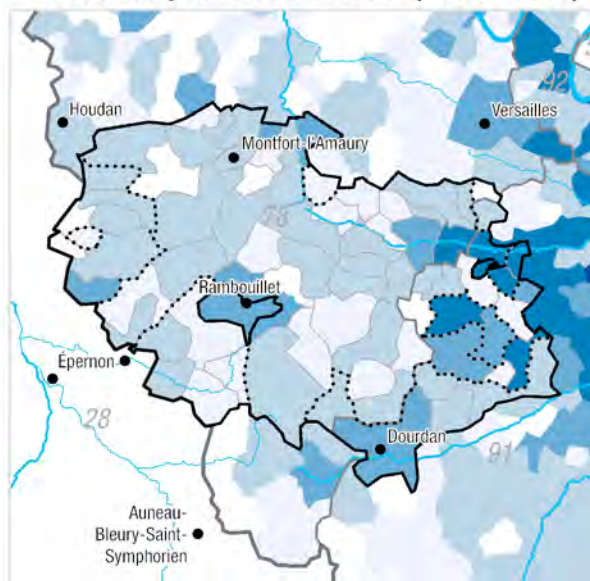 92
Houdan
Versailles
Montfort-l'Amaury
78
Rambouillet
Épernon
28
Dourdan
91
Auneau-
Bleury-Saint-
Symphorien